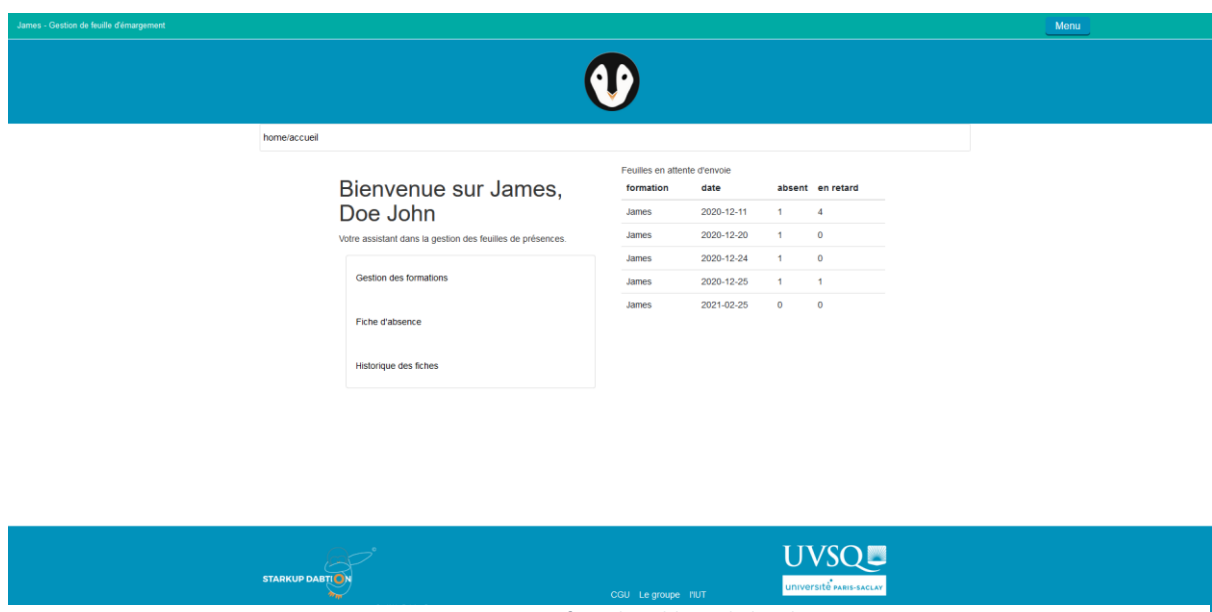 James - Gestion de feuille d'émargement
Menu
home/accueil
Bienvenue sur James,
Doe John
Votre assistant dans la gestion des feuilles de présences.
Gestion des formations
Fiche d'absence
Historique des fiches
Feuilles en attente d'envoie
formation date absent en retard
James 2020-12-11 1 4
James 2020-12-20 1 0
James 2020-12-24 1 0
James 2020-12-25 1 1
James 2021-02-25 0 0
STARKUP DABTION
CGU Le groupe l'IUT
UVSQ
université PARIS-SACLAY